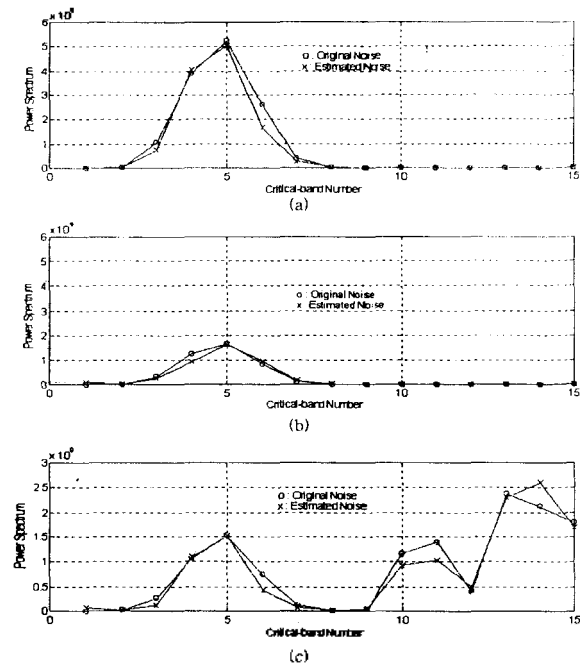 6
5
4
3
2
1
0
Power Spectrum
o : Original Noise
x : Estimated Noise
0
5
10
15
Critical-band Number
(a)
6
5
4
3
2
1
0
Power Spectrum
o : Original Noise
x : Estimated Noise
0
5
10
15
Critical-band Number
(b)
3
2.5
2
1.5
1
0.5
0
Power Spectrum
o : Original Noise
x : Estimated Noise
0
5
10
15
Critical-band Number
(c)